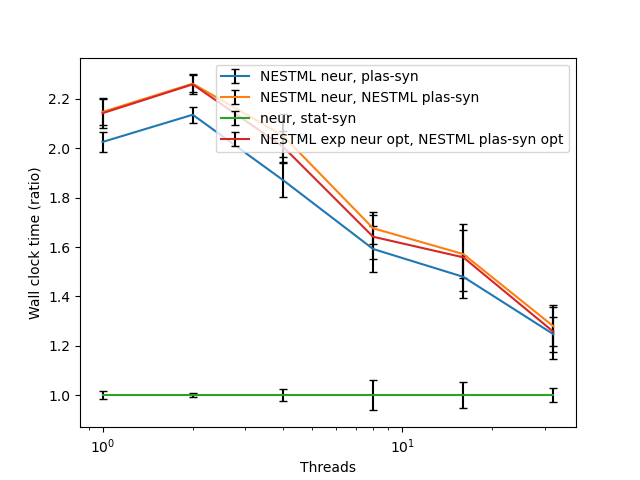 NESTML neur, plas-syn
NESTML neur, NESTML plas-syn
neur, stat-syn
NESTML exp neur opt, NESTML plas-syn opt
Wall clock time (ratio)
2.2
2.0
1.8
1.6
1.4
1.2
1.0
10⁰
10¹
Threads